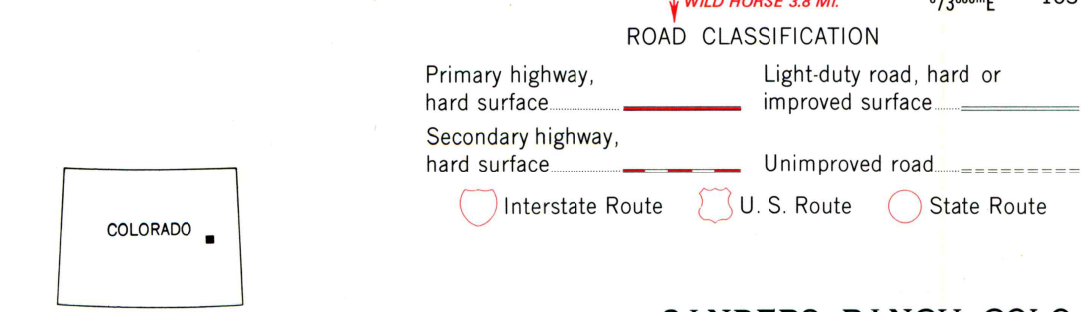 WILD HORSE 3.8 MI.
ROAD CLASSIFICATION
Primary highway,
hard surface
Light-duty road, hard or
improved surface
Secondary highway,
hard surface
Unimproved road
Interstate Route
U. S. Route
State Route
COLORADO